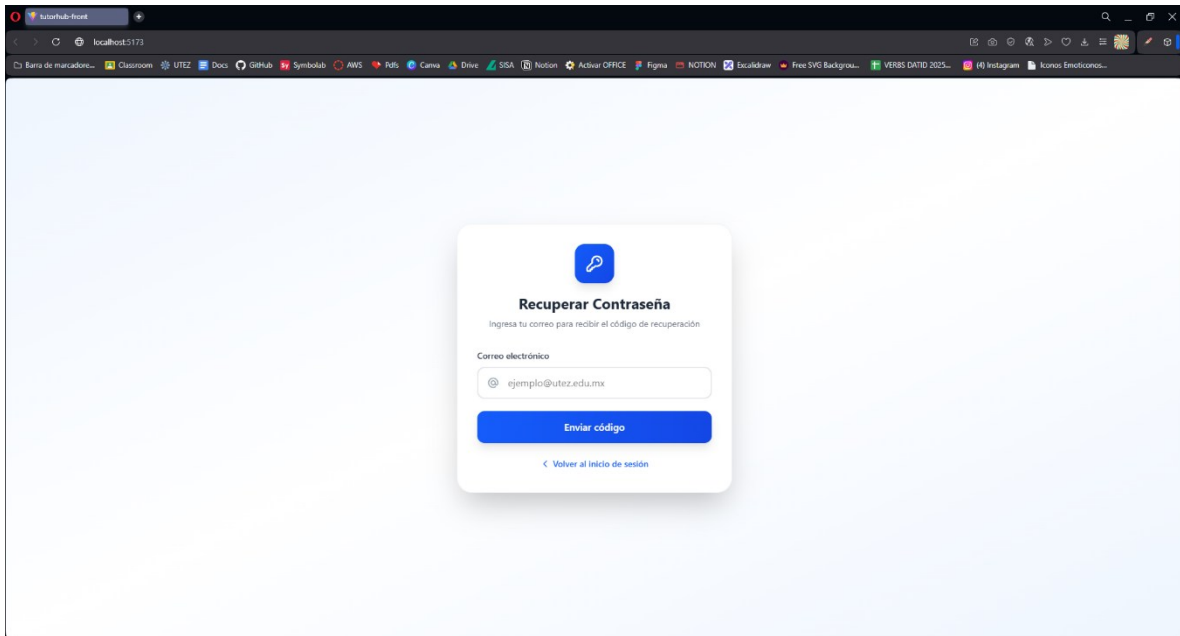 tutorhub-front
localhost:5173
Barra de marcadore... Classroom UTEZ Docs GitHub Sy Symbolab AWS Pdfs Canva Drive SISA Notion Activar OFFICE Figma NOTION Excalidraw Free SVG Backgrou... VERBS DATID 2025... (4) Instagram Iconos Emoticonos...
Recuperar Contraseña
Ingresa tu correo para recibir el código de recuperación
Correo electrónico
@ ejemplo@utez.edu.mx
Enviar código
< Volver al inicio de sesión